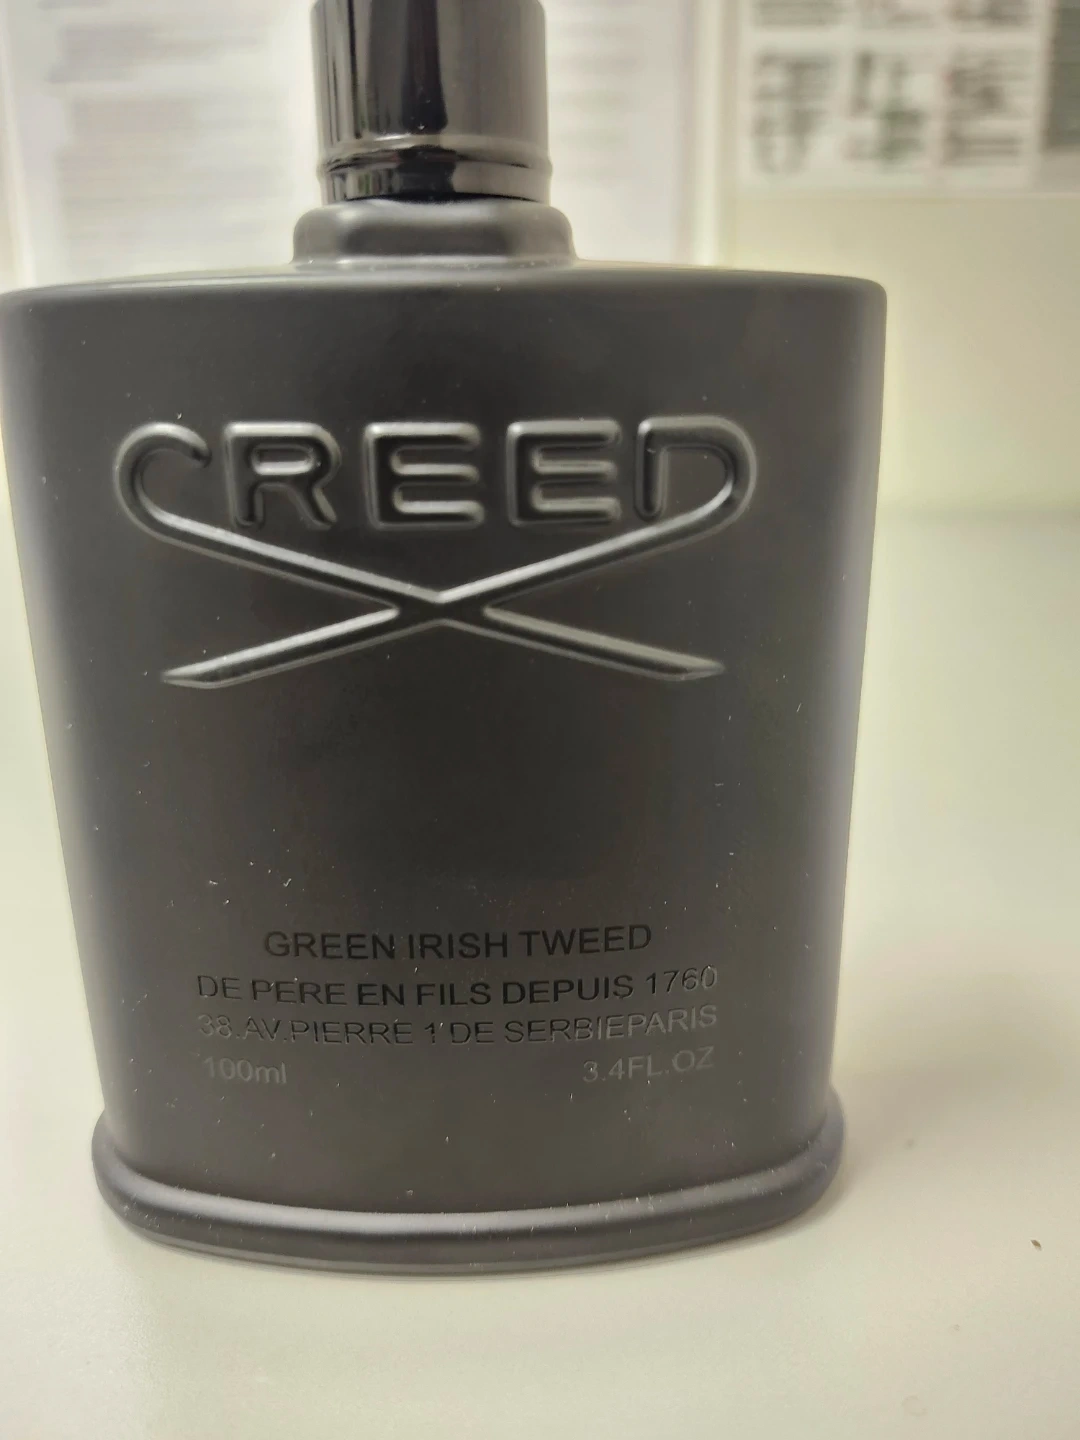 CREED
GREEN IRISH TWEED
DE PERE EN FILS DEPUIS 1760
38.AV.PIERRE 1'DE SERBIEPARIS
100ml 3.4FL.OZ